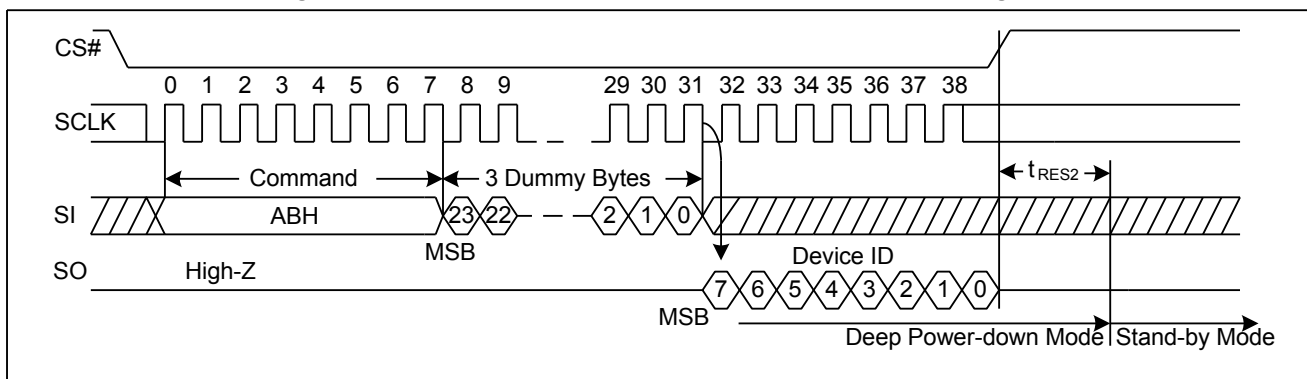 CS#
0 1 2 3 4 5 6 7 8 9 29 30 31 32 33 34 35 36 37 38
SCLK
Command 3 Dummy Bytes tRES2
SI ABH 23 22 2 1 0
MSB Device ID
SO High-Z 7 6 5 4 3 2 1 0
MSB
Deep Power-down Mode Stand-by Mode